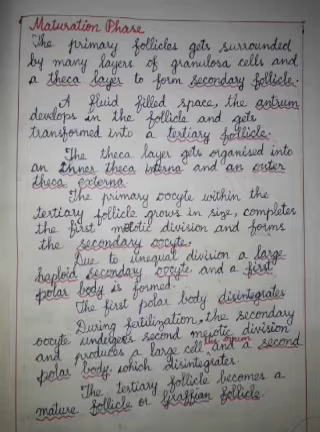 Maturation Phase
The primary follicles gets surrounded
by many layers of granulosa cells and
a theca layer to form secondary follicle.
A fluid filled space, the antrum
develops in the follicle and gets
transformed into a tertiary follicle.
The theca layer gets organised into
an inner theca interna and an outer
theca externa.
The primary oocyte within the
tertiary follicle grows in size, completes
the first meiotic division and forms
the secondary oocyte.
Due to unequal division a large
haploid secondary oocyte and a first
polar body is formed.
The first polar body disintegrates
During fertilization, the secondary
oocyte undergoes second meiotic division
and produces a large cell, the ovum and a second
polar body, which disintegrates.
The tertiary follicle becomes a
mature follicle or graffian follicle.